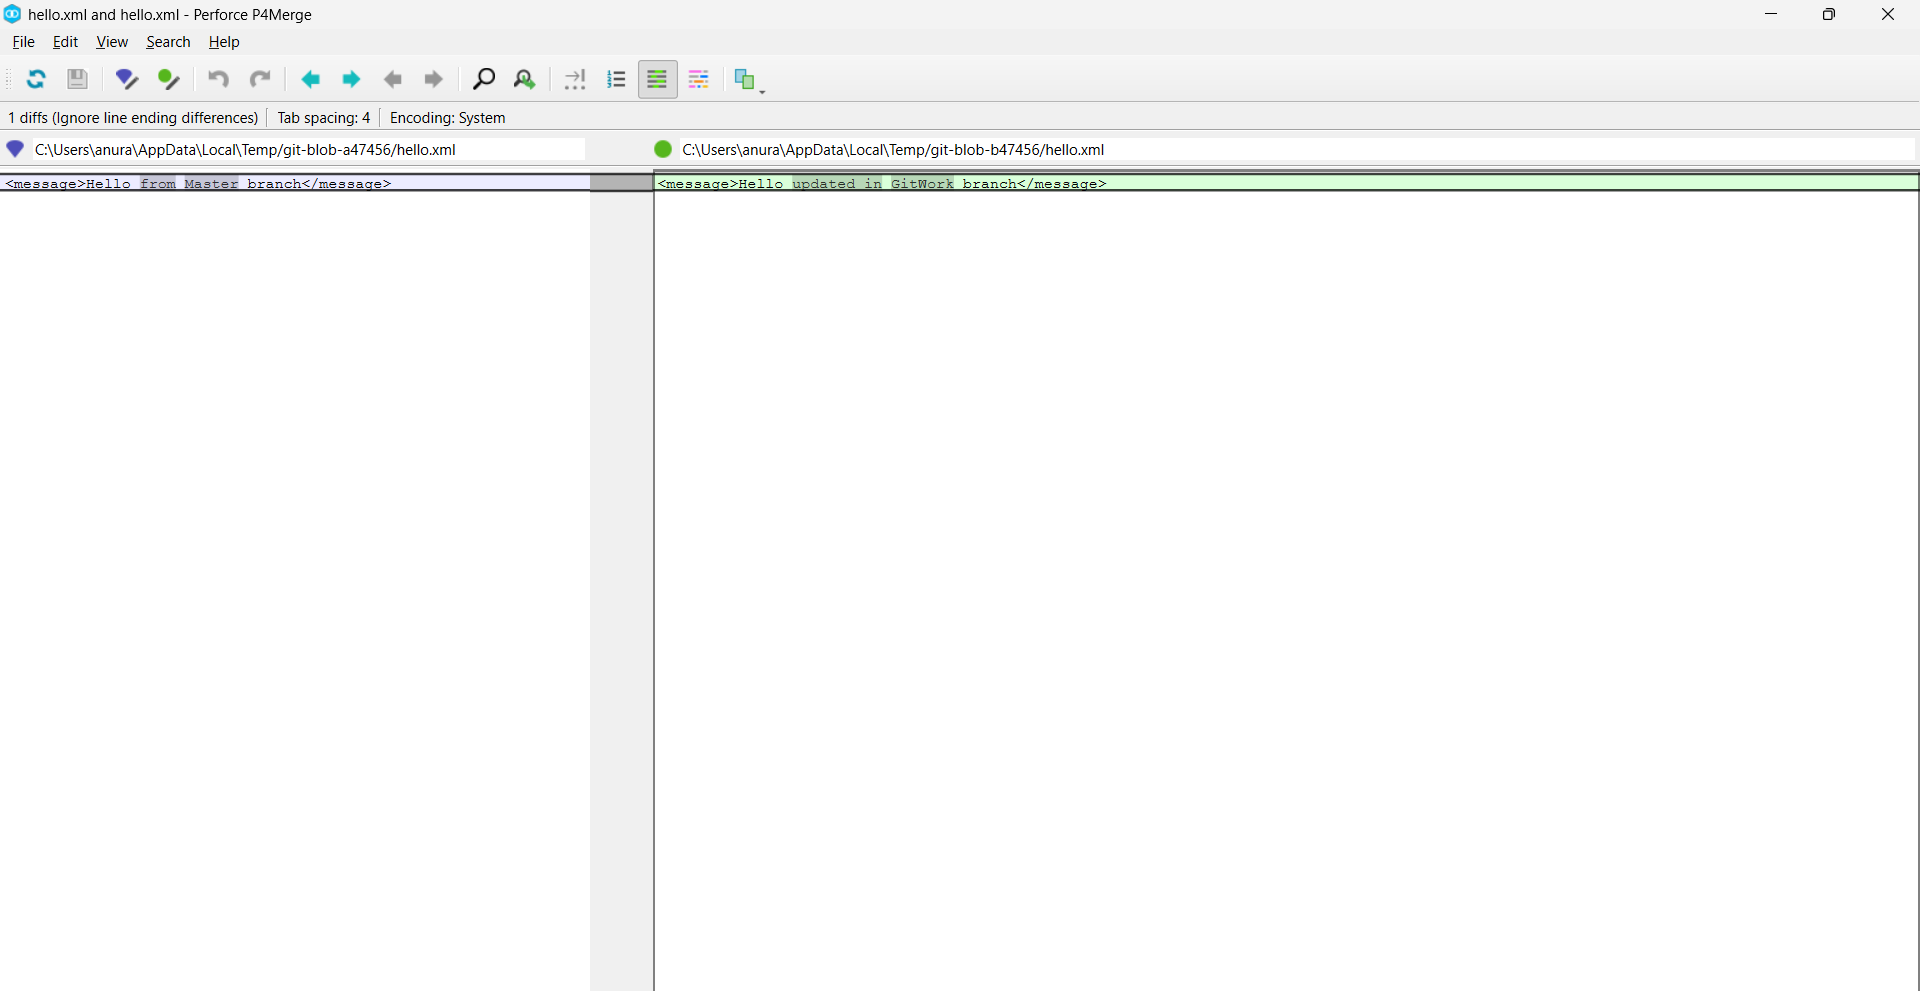 hello.xml and hello.xml - Perforce P4Merge
File Edit View Search Help
1 diffs (Ignore line ending differences) Tab spacing: 4 Encoding: System
C:\Users\anura\AppData\Local\Temp/git-blob-a47456/hello.xml C:\Users\anura\AppData\Local\Temp/git-blob-b47456/hello.xml
<message>Hello from Master branch</message> <message>Hello updated in GitWork branch</message>